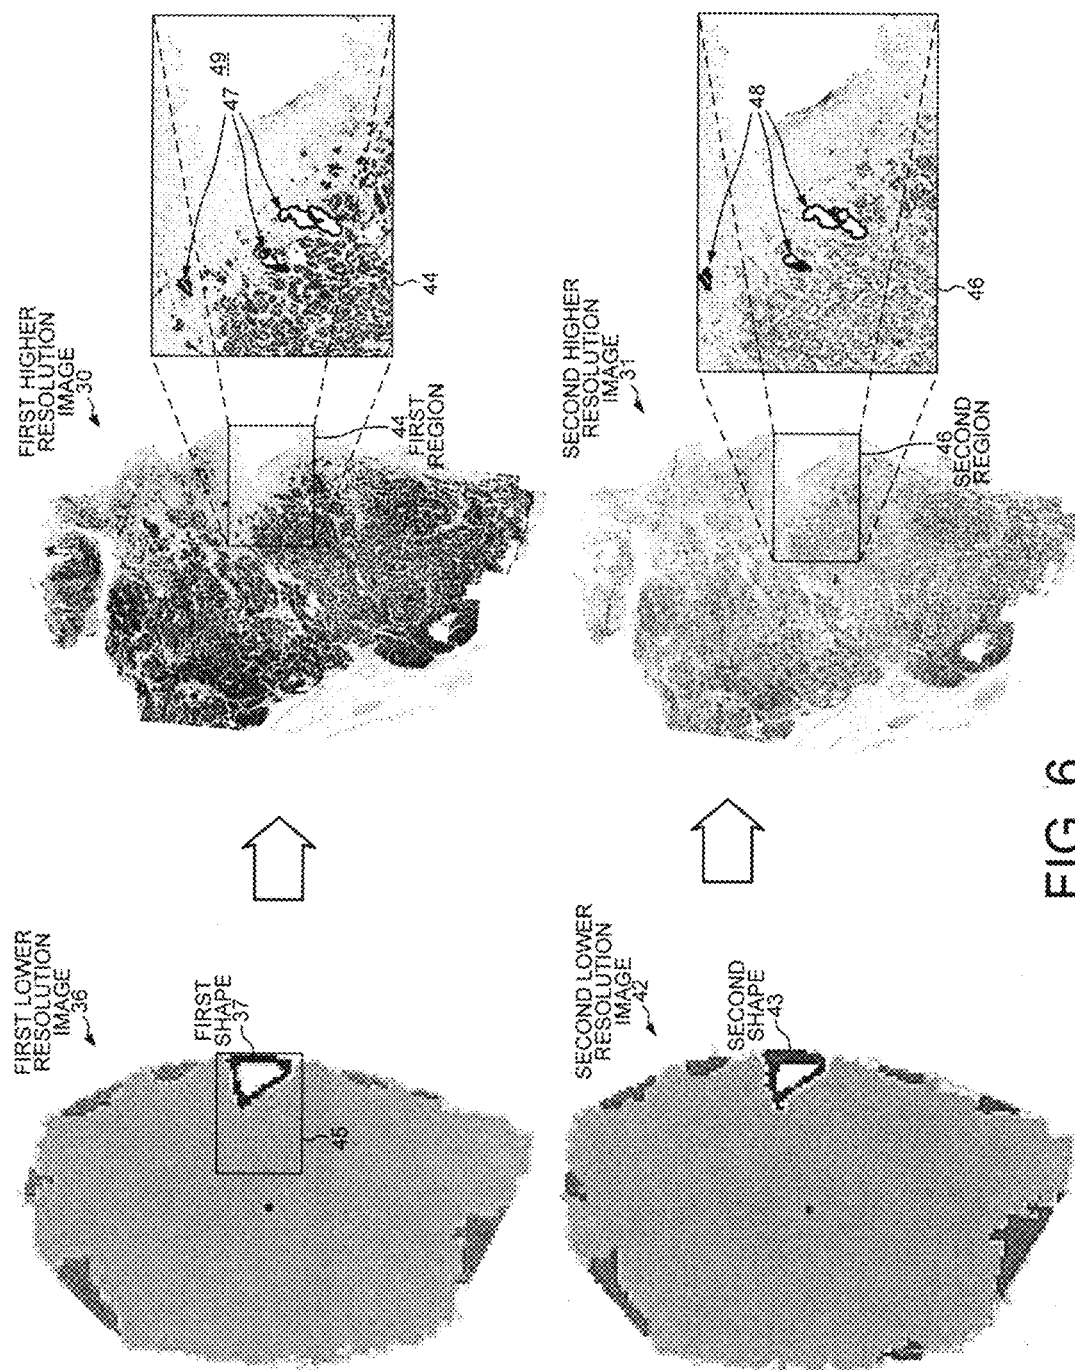 FIRST LOWER
RESOLUTION
IMAGE
36
FIRST
SHAPE
37
45
FIRST HIGHER
RESOLUTION
IMAGE
30
44
FIRST
REGION
44
47
49
SECOND LOWER
RESOLUTION
IMAGE
42
SECOND
SHAPE
43
SECOND HIGHER
RESOLUTION
IMAGE
31
46
SECOND
REGION
46
48
FIG. 6